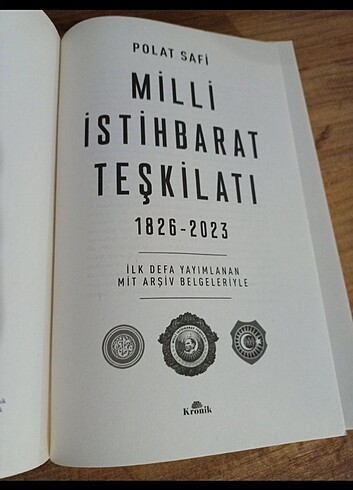 POLAT SAFİ
MİLLİ
İSTİHBARAT
TEŞKİLATI
1826-2023
İLK DEFA YAYIMLANAN
MİT ARŞİV BELGELERİYLE
Kronik